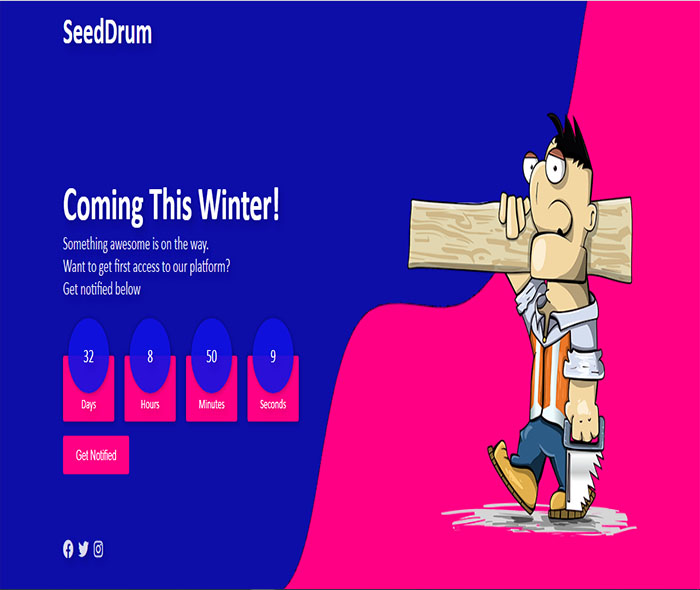 SeedDrum
Coming This Winter!
Something awesome is on the way.
Want to get first access to our platform?
Get notified below
32 8 50 9
Days Hours Minutes Seconds
Get Notified